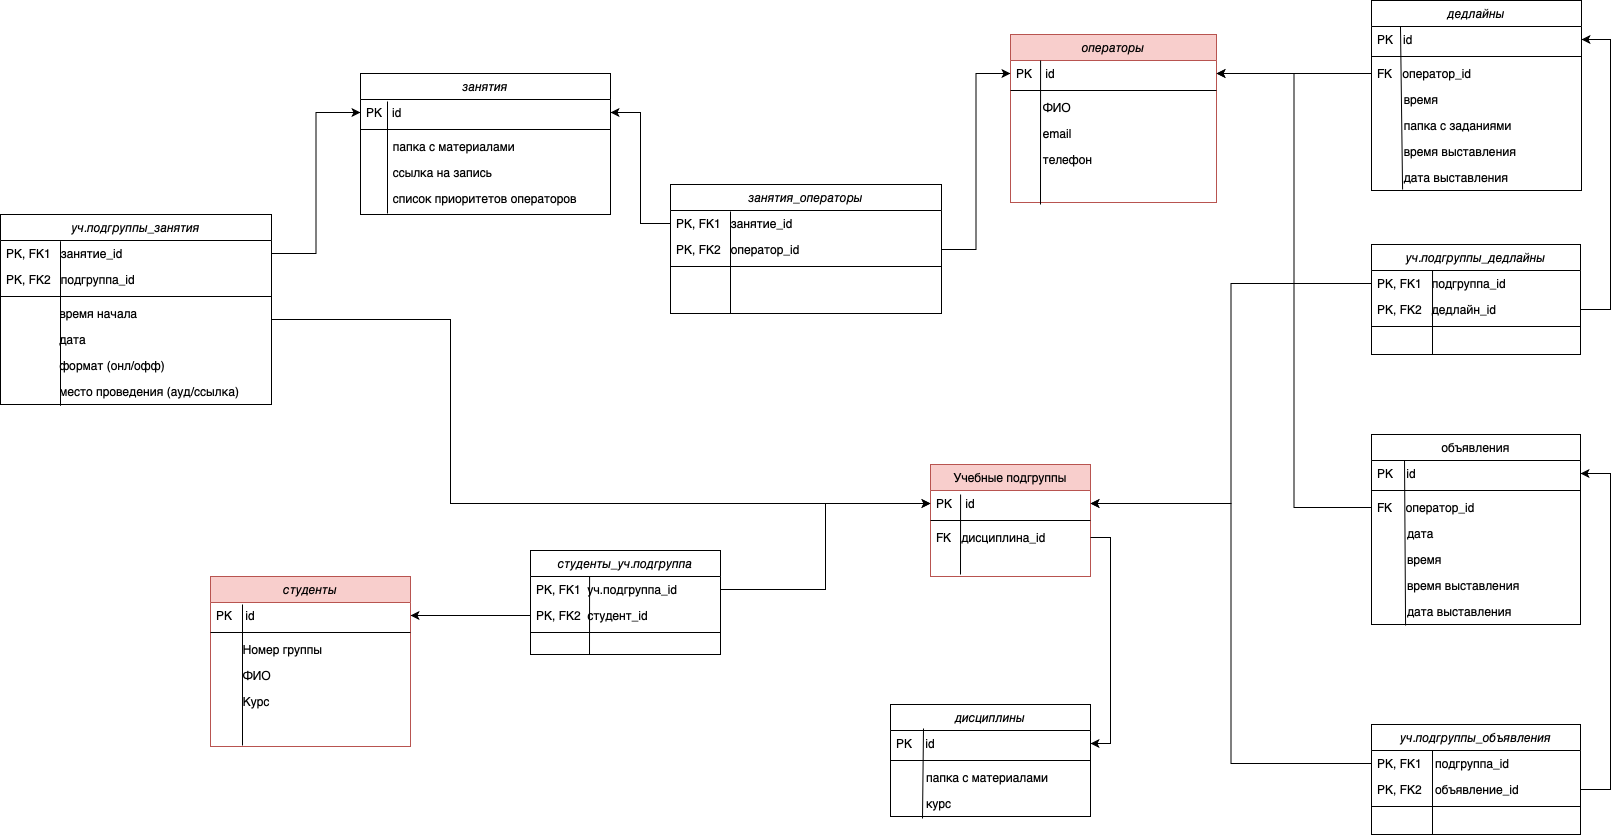 дедлайны
PK id
FK оператор_id
время
папка с заданиями
время выставления
дата выставления
операторы
PK id
ФИО
email
телефон
занятия
PK id
папка с материалами
ссылка на запись
список приоритетов операторов
занятия_операторы
PK, FK1 занятие_id
PK, FK2 оператор_id
уч.подгруппы_занятия
PK, FK1 занятие_id
PK, FK2 подгруппа_id
время начала
дата
формат (онл/офф)
место проведения (ауд/ссылка)
уч.подгруппы_дедлайны
PK, FK1 подгруппа_id
PK, FK2 дедлайн_id
объявления
PK id
FK оператор_id
дата
время
время выставления
дата выставления
Учебные подгруппы
PK id
FK дисциплина_id
студенты_уч.подгруппа
PK, FK1 уч.подгруппа_id
PK, FK2 студент_id
студенты
PK id
Номер группы
ФИО
Курс
дисциплины
PK id
папка с материалами
курс
уч.подгруппы_объявления
PK, FK1 подгруппа_id
PK, FK2 объявление_id